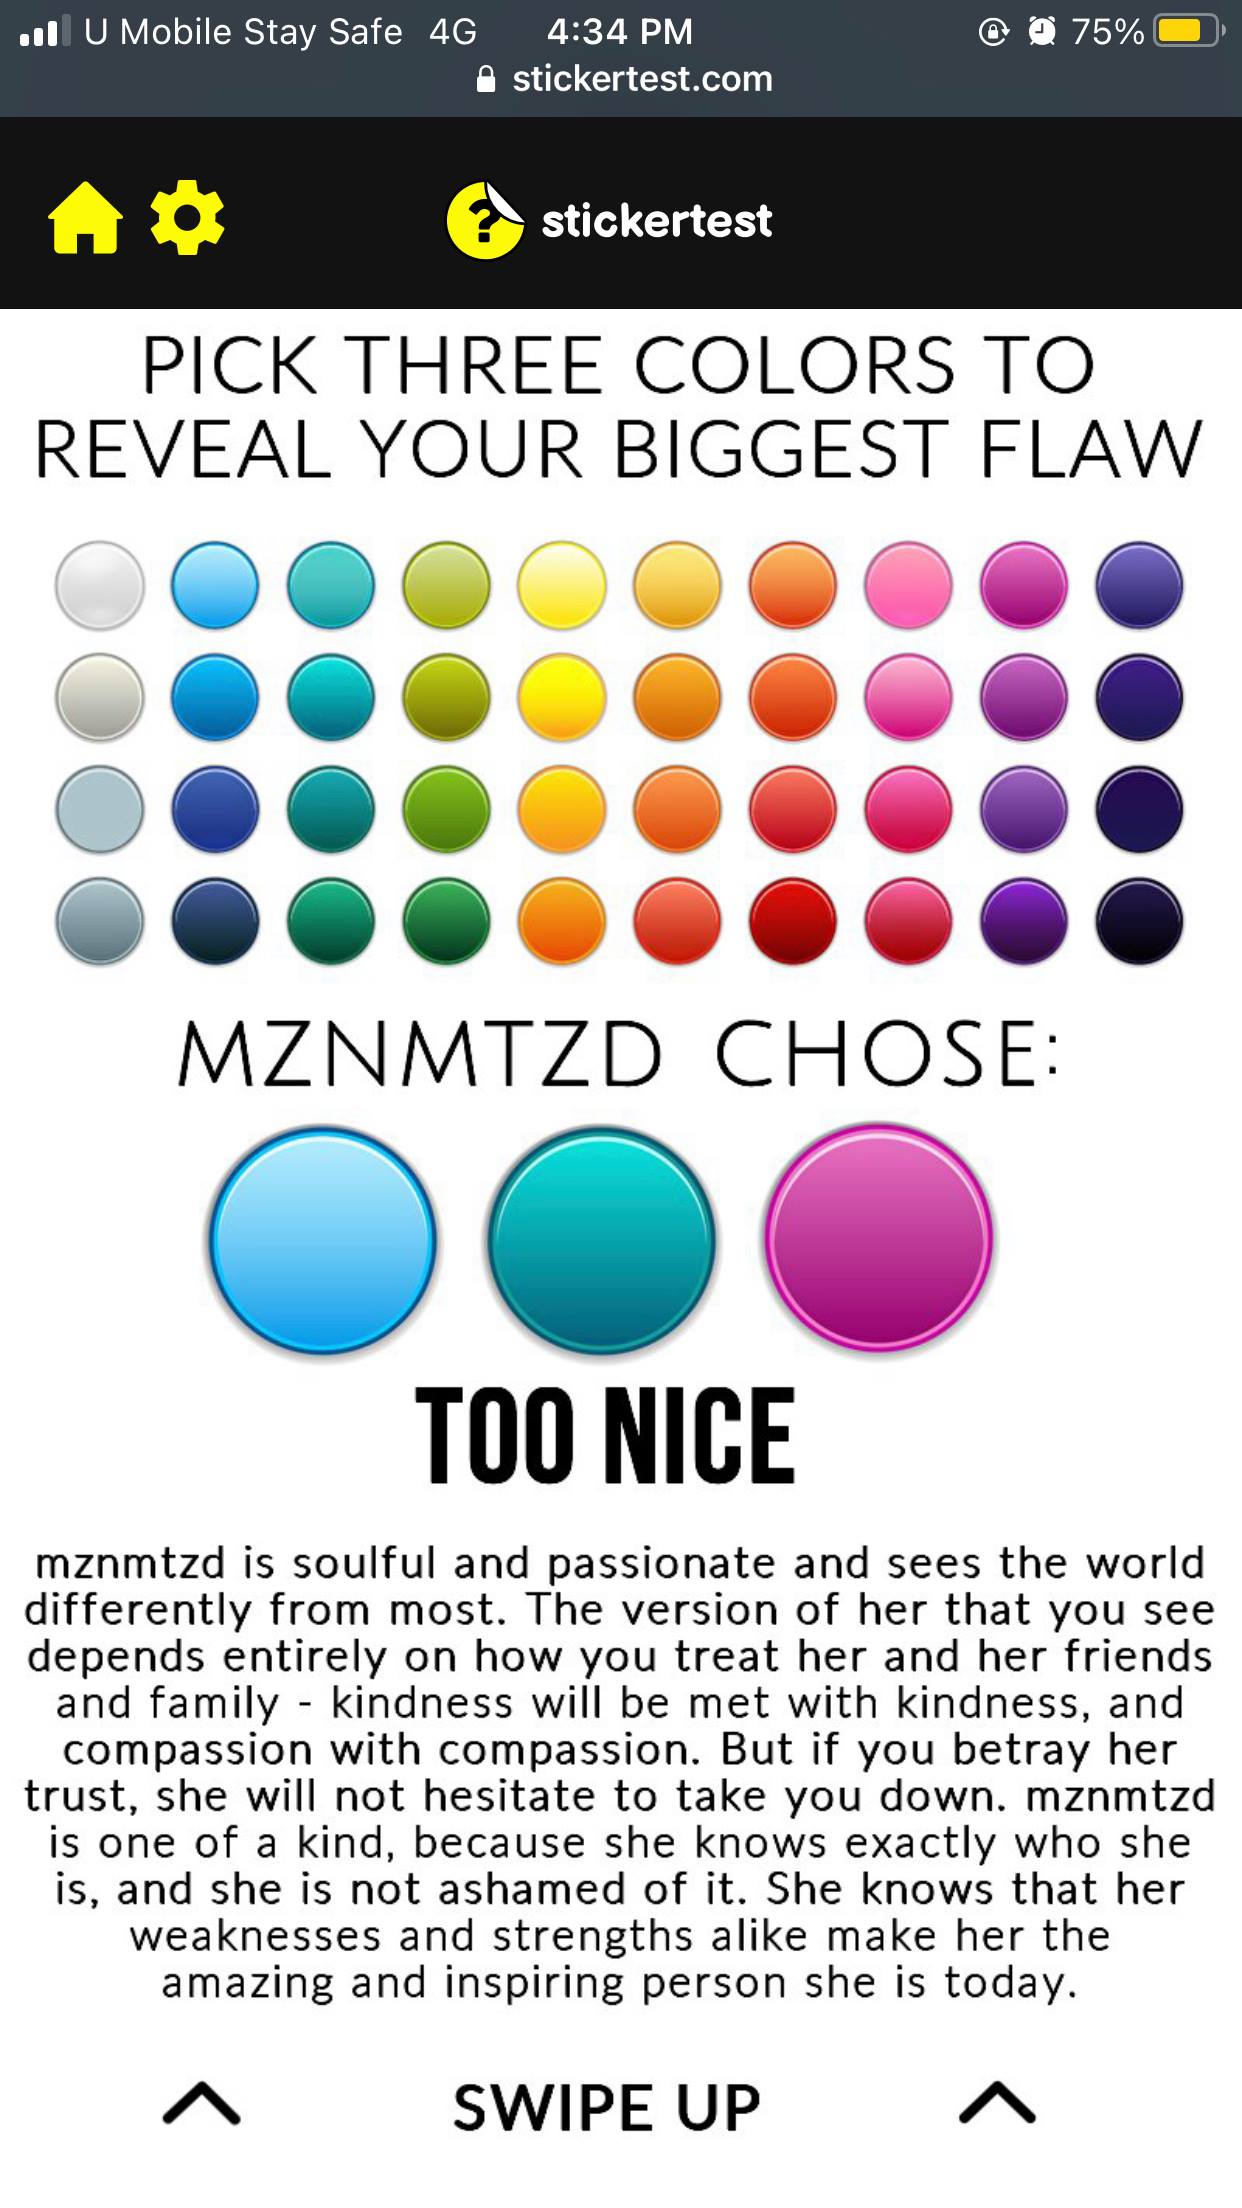 U Mobile Stay Safe 4G 4:34 PM 75%
stickertest.com
? stickertest
PICK THREE COLORS TO
REVEAL YOUR BIGGEST FLAW
MZNMTZD CHOSE:
TOO NICE
mznmtzd is soulful and passionate and sees the world
differently from most. The version of her that you see
depends entirely on how you treat her and her friends
and family - kindness will be met with kindness, and
compassion with compassion. But if you betray her
trust, she will not hesitate to take you down. mznmtzd
is one of a kind, because she knows exactly who she
is, and she is not ashamed of it. She knows that her
weaknesses and strengths alike make her the
amazing and inspiring person she is today.
SWIPE UP